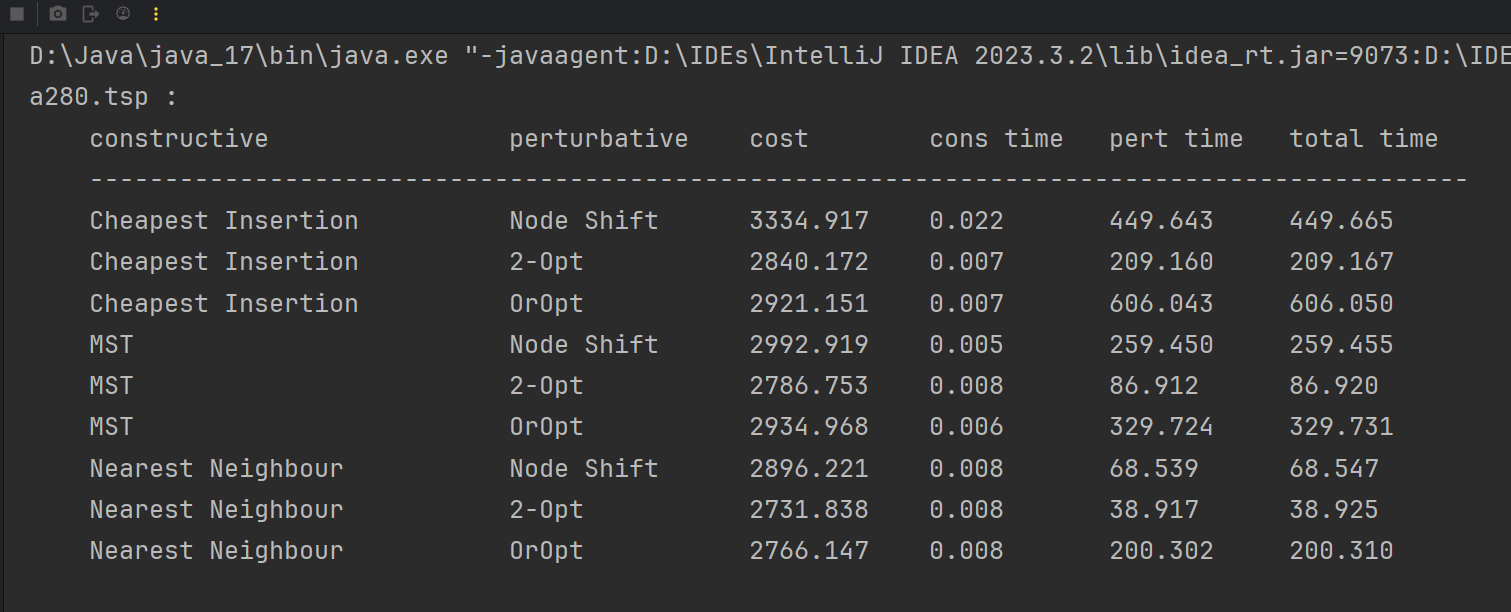 D:\Java\java_17\bin\java.exe "-javaagent:D:\IDEs\IntelliJ IDEA 2023.3.2\lib\idea_rt.jar=9073:D:\IDE
a280.tsp :
constructive perturbative cost cons time pert time total time
--------------------------------------------------------------------------------------------
Cheapest Insertion Node Shift 3334.917 0.022 449.643 449.665
Cheapest Insertion 2-Opt 2840.172 0.007 209.160 209.167
Cheapest Insertion OrOpt 2921.151 0.007 606.043 606.050
MST Node Shift 2992.919 0.005 259.450 259.455
MST 2-Opt 2786.753 0.008 86.912 86.920
MST OrOpt 2934.968 0.006 329.724 329.731
Nearest Neighbour Node Shift 2896.221 0.008 68.539 68.547
Nearest Neighbour 2-Opt 2731.838 0.008 38.917 38.925
Nearest Neighbour OrOpt 2766.147 0.008 200.302 200.310